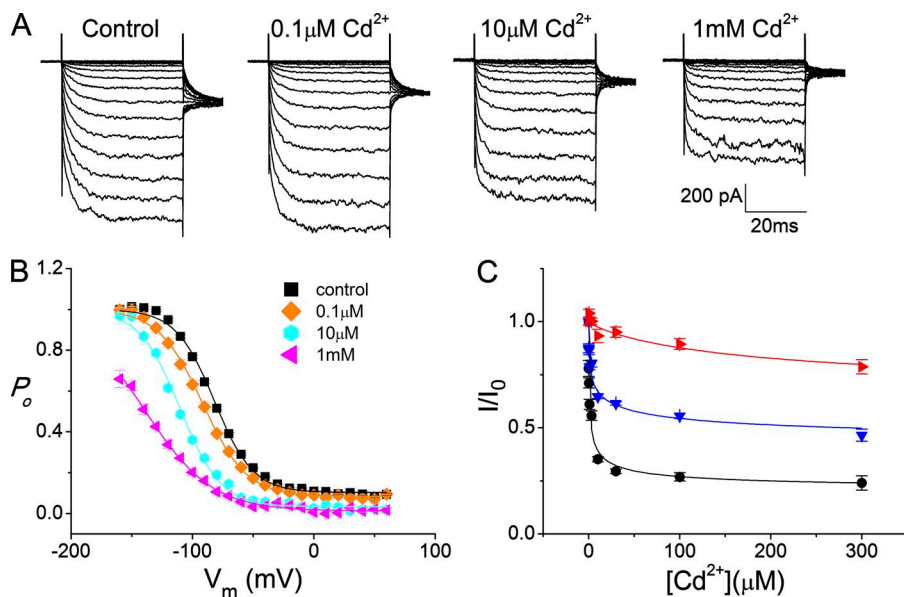 A
Control
0.1μM Cd²⁺
10μM Cd²⁺
1mM Cd²⁺
200 pA
20ms
B
1.2
0.8
0.4
0.0
Pₒ
control
0.1μM
10μM
1mM
-200
-100
0
100
Vₘ (mV)
C
1.0
0.5
0.0
I/I₀
0
100
200
300
[Cd²⁺](μM)